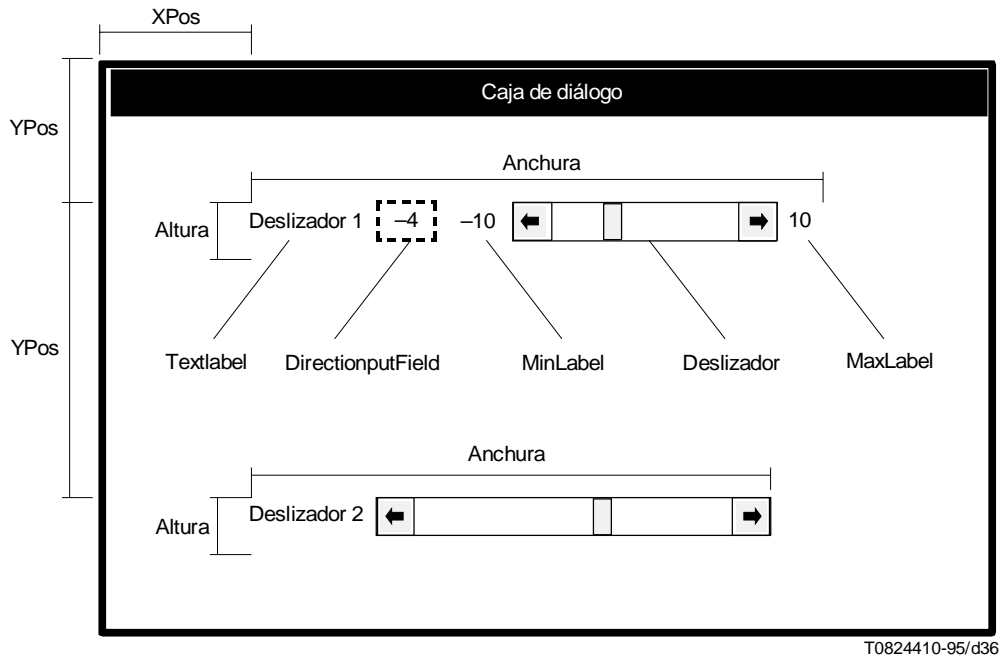 XPos
Caja de diálogo
YPos
Anchura
Altura
Deslizador 1 –4 –10 10
YPos
Textlabel DirectionputField MinLabel Deslizador MaxLabel
Anchura
Altura
Deslizador 2
T0824410-95/d36